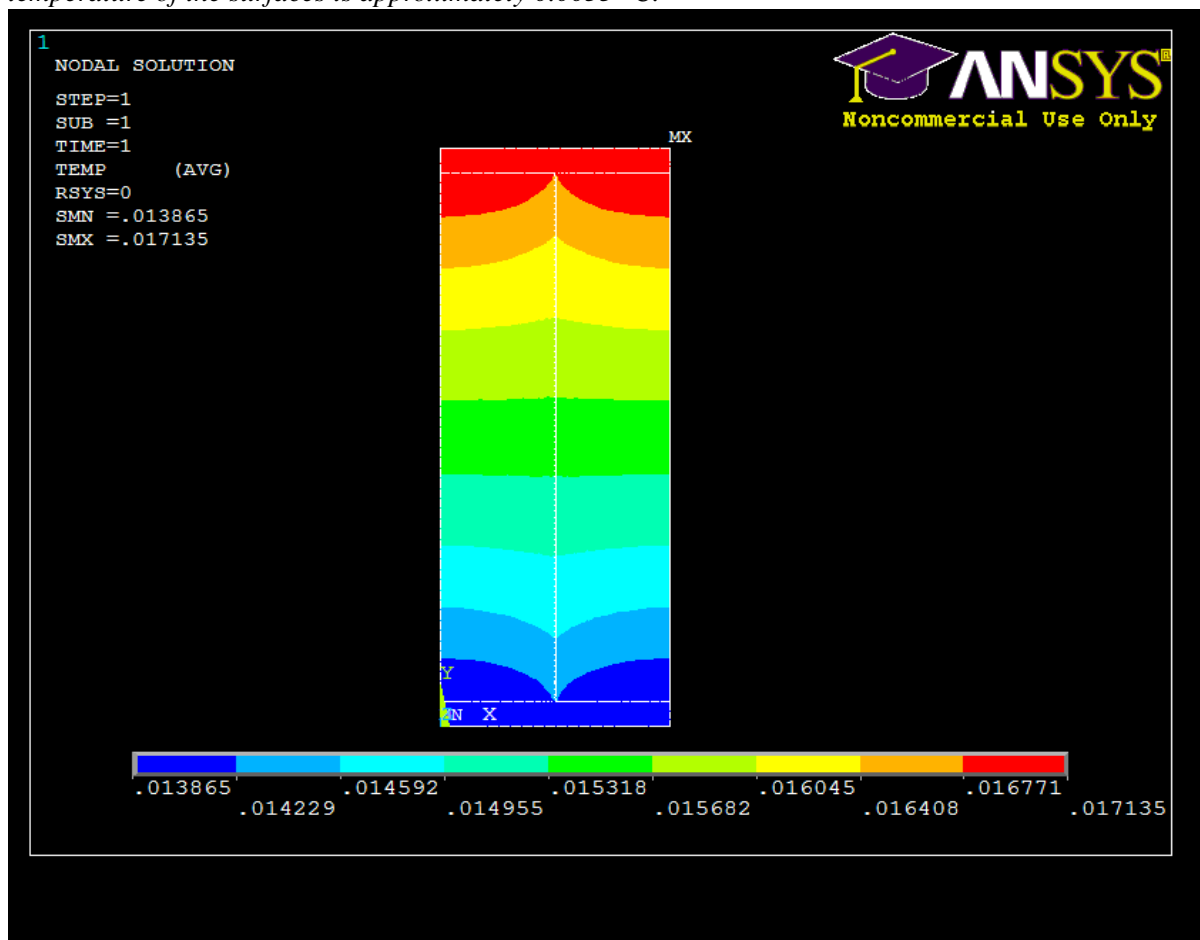 1
NODAL SOLUTION
STEP=1
SUB =1
TIME=1
TEMP (AVG)
RSYS=0
SMN =.013865
SMX =.017135
ANSYS®
Noncommercial Use Only
MX
Y
X
.013865 .014592 .015318 .016045 .016771
.014229 .014955 .015682 .016408 .017135